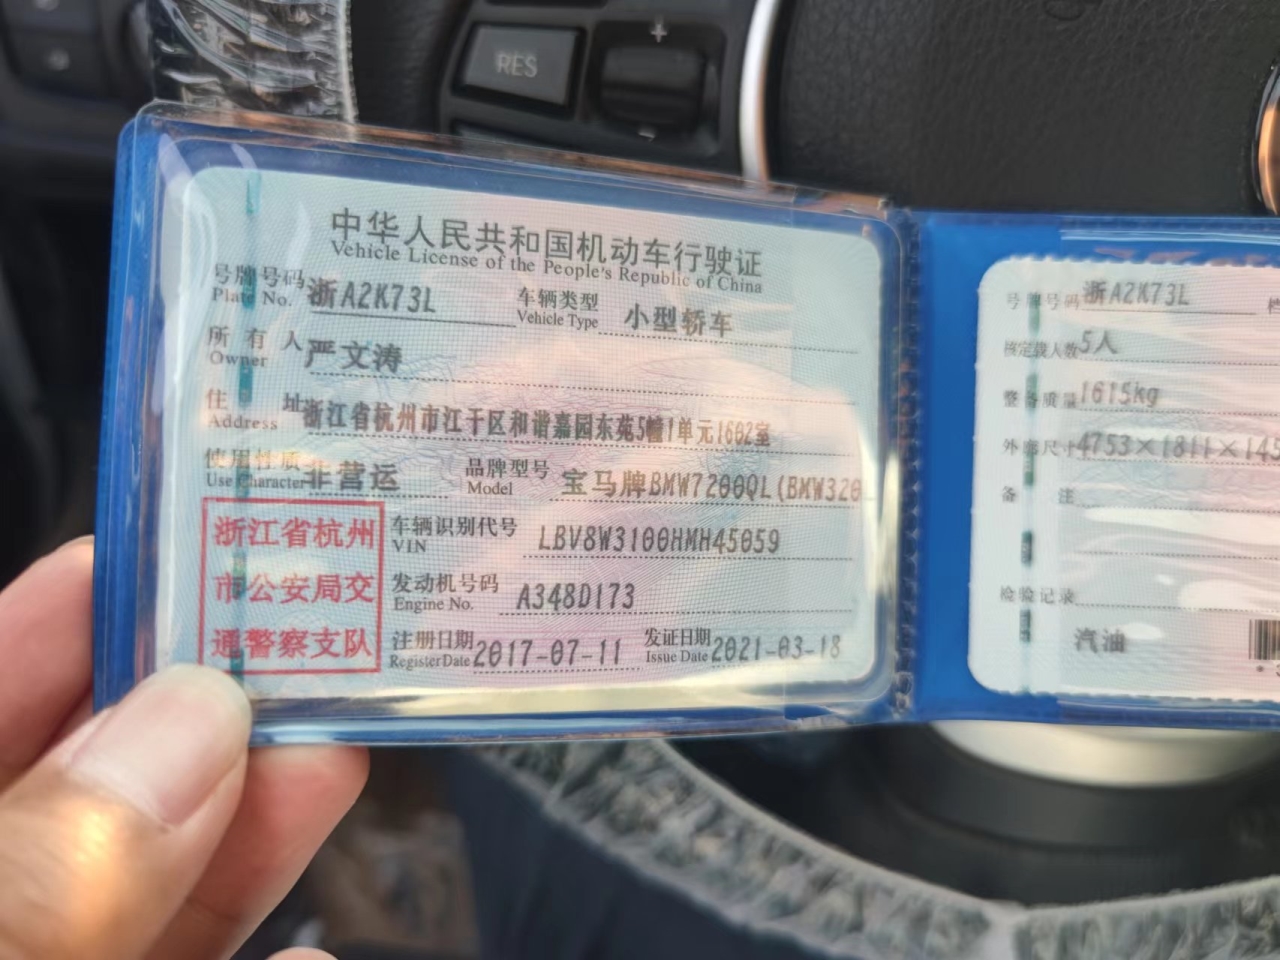 RES
+
-
中华人民共和国机动车行驶证
Vehicle License of the People's Republic of China
号牌号码 浙A2K73L 车辆类型 小型轿车
Plate No. Vehicle Type
所有人 严文涛
Owner
住址 浙江省杭州市江干区和谐嘉园东苑5幢1单元1602室
Address
使用性质 非营运 品牌型号 宝马牌BMW7200QL(BMW320
Use Character Model
浙江省杭州
市公安局交
通警察支队
车辆识别代号 LBV8W3100HMH45059
VIN
发动机号码 A348D173
Engine No.
注册日期 2017-07-11 发证日期 2021-03-18
Register Date Issue Date
号牌号码 浙A2K73L
核定载人数 5人
整备质量 1615kg
外廓尺寸 4753×1811×145
备注
检验记录
汽油